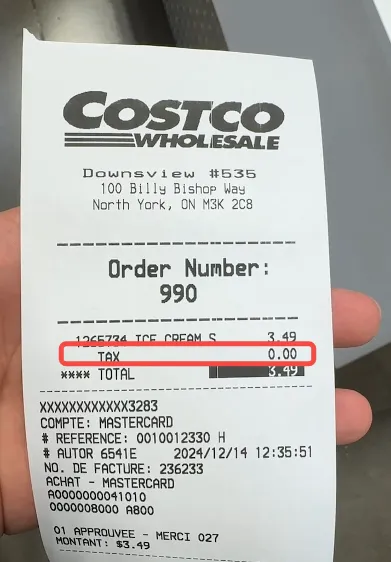 COSTCO
WHOLESALE
Downsview #535
100 Billy Bishop Way
North York, ON M3K 2C8
Order Number:
990
1265734 ICE CREAM S 3.49
TAX 0.00
**** TOTAL 3.49
XXXXXXXXXXXX3283
COMPTE: MASTERCARD
# REFERENCE: 0010012330 H
# AUTOR 6541E 2024/12/14 12:35:51
NO. DE FACTURE: 236233
ACHAT - MASTERCARD
A0000000041010
0000008000 A800
01 APPROUVEE - MERCI 027
MONTANT: $3.49